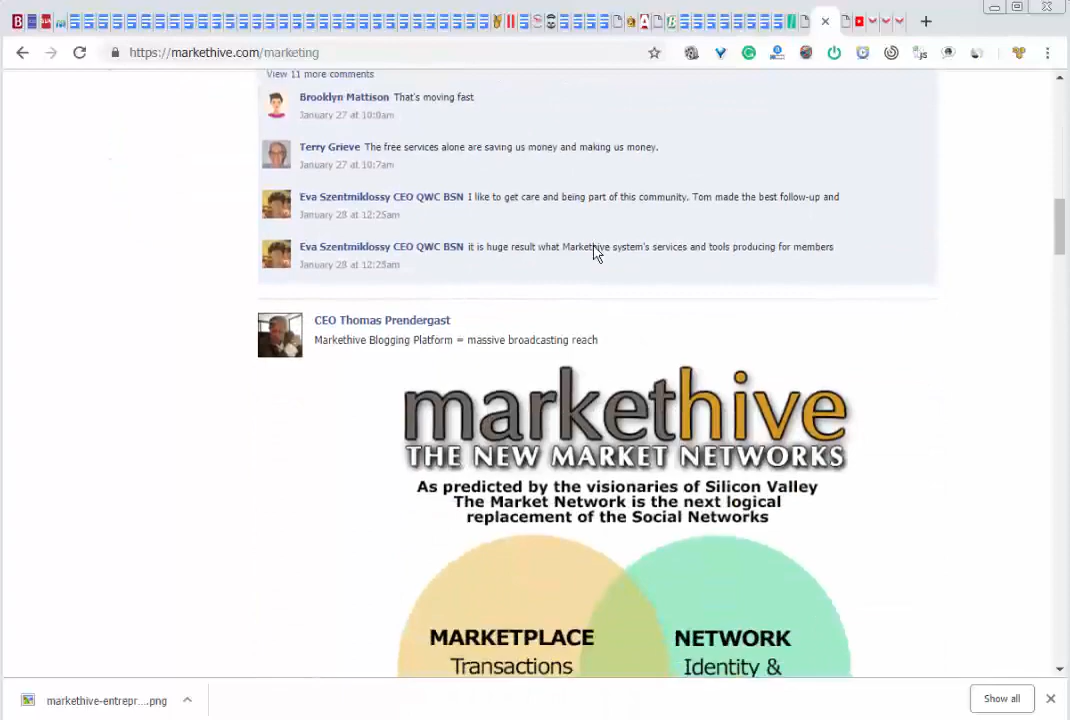 https://markethive.com/marketing
View 11 more comments
Brooklyn Mattison That's moving fast
January 27 at 10:0am
Terry Grieve The free services alone are saving us money and making us money.
January 27 at 10:7am
Eva Szentmiklossy CEO QWC BSN I like to get care and being part of this community. Tom made the best follow-up and
January 28 at 12:25am
Eva Szentmiklossy CEO QWC BSN it is huge result what Markethive system's services and tools producing for members
January 28 at 12:25am
CEO Thomas Prendergast
Markethive Blogging Platform = massive broadcasting reach
markethive
THE NEW MARKET NETWORKS
As predicted by the visionaries of Silicon Valley
The Market Network is the next logical
replacement of the Social Networks
MARKETPLACE
Transactions
NETWORK
Identity &
markethive-entrepr....png
Show all